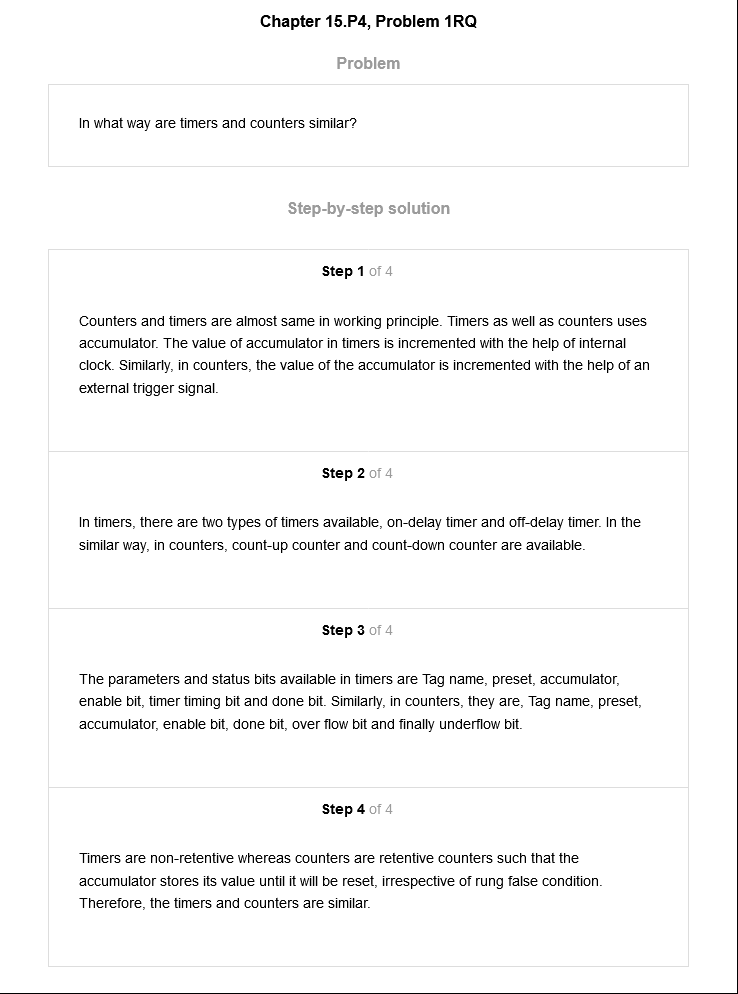 Chapter 15.P4, Problem 1RQ
Problem
In what way are timers and counters similar?
Step-by-step solution
Step 1 of 4
Counters and timers are almost same in working principle. Timers as well as counters uses
accumulator. The value of accumulator in timers is incremented with the help of internal
clock. Similarly, in counters, the value of the accumulator is incremented with the help of an
external trigger signal.
Step 2 of 4
In timers, there are two types of timers available, on-delay timer and off-delay timer. In the
similar way, in counters, count-up counter and count-down counter are available.
Step 3 of 4
The parameters and status bits available in timers are Tag name, preset, accumulator,
enable bit, timer timing bit and done bit. Similarly, in counters, they are, Tag name, preset,
accumulator, enable bit, done bit, over flow bit and finally underflow bit.
Step 4 of 4
Timers are non-retentive whereas counters are retentive counters such that the
accumulator stores its value until it will be reset, irrespective of rung false condition.
Therefore, the timers and counters are similar.